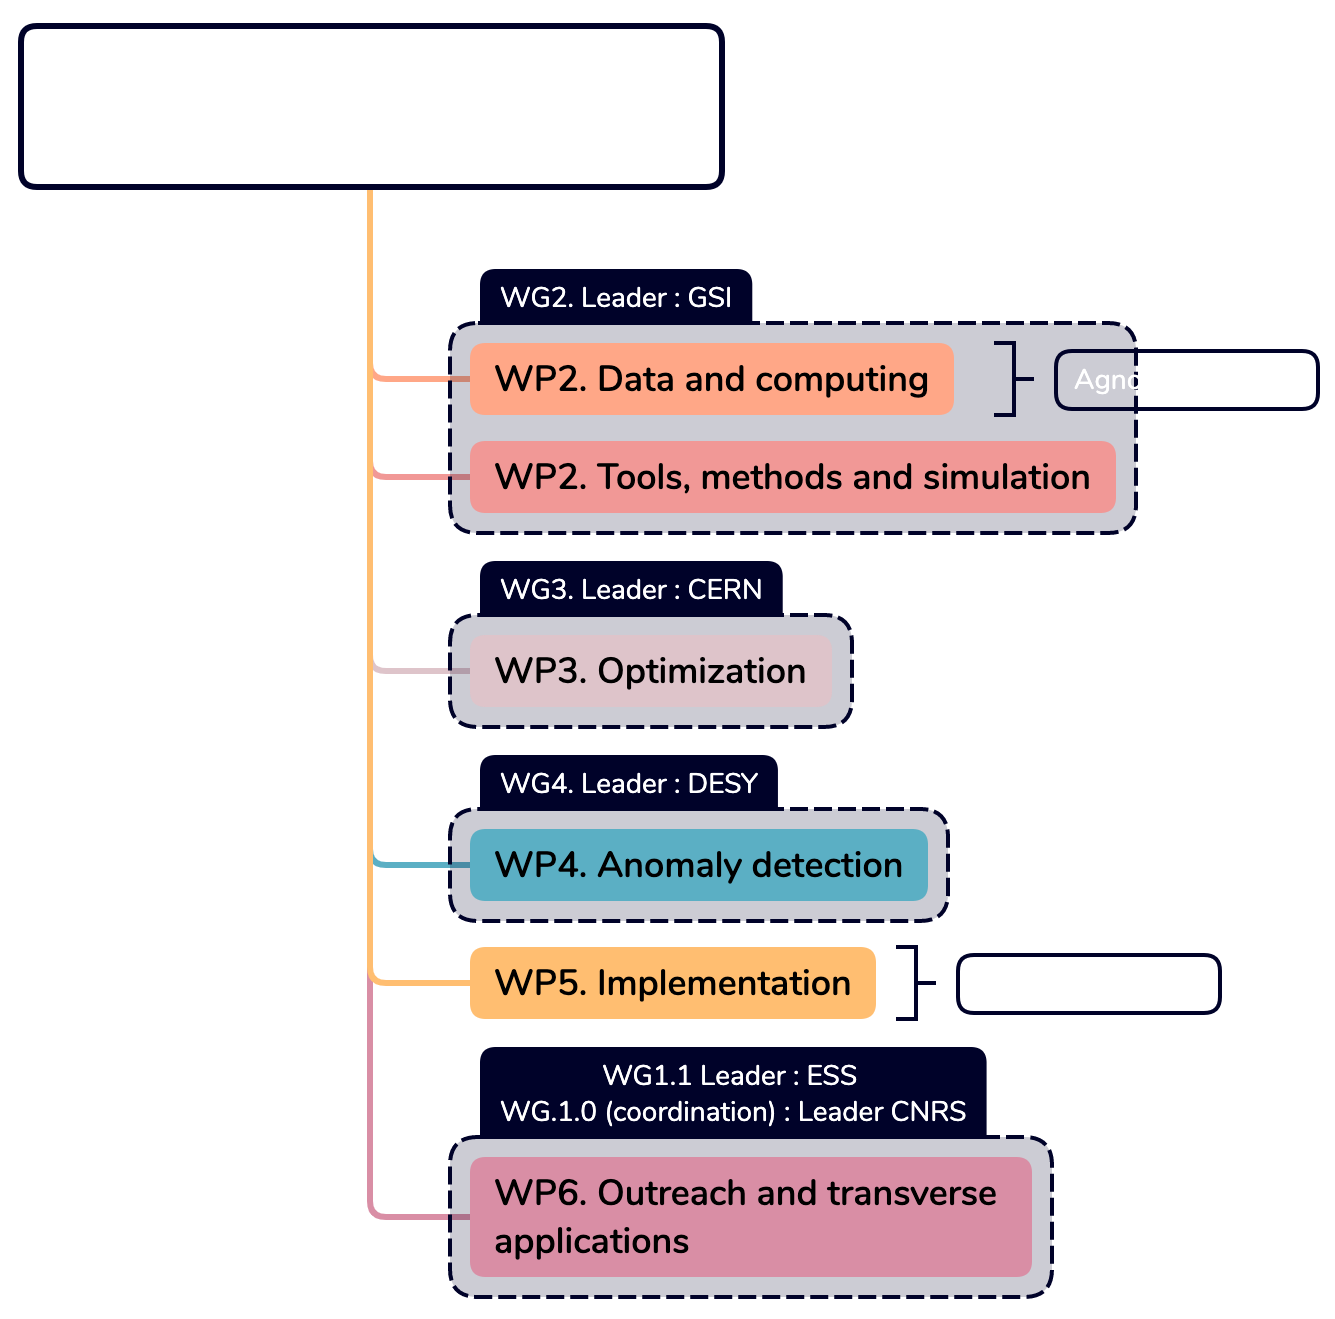 WG2. Leader : GSI
WP2. Data and computing
WP2. Tools, methods and simulation
WG3. Leader : CERN
WP3. Optimization
WG4. Leader : DESY
WP4. Anomaly detection
WP5. Implementation
WG1.1 Leader : ESS
WG.1.0 (coordination) : Leader CNRS
WP6. Outreach and transverse
applications